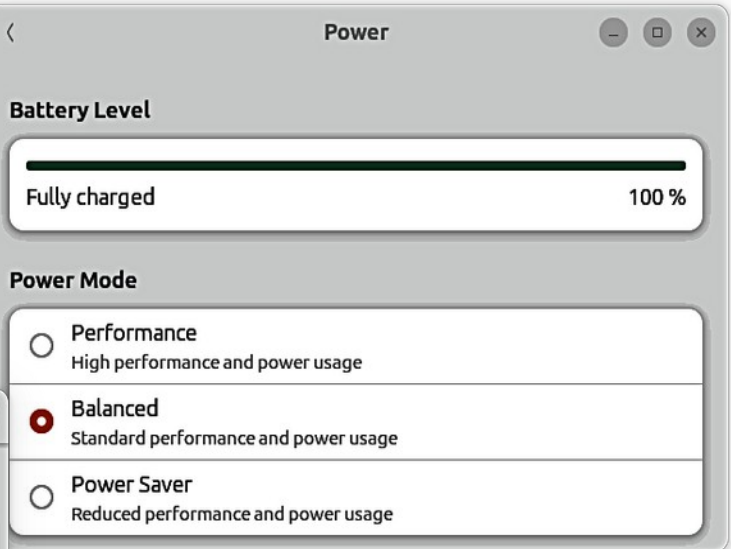 Power
Battery Level
Fully charged 100 %
Power Mode
Performance
High performance and power usage
Balanced
Standard performance and power usage
Power Saver
Reduced performance and power usage